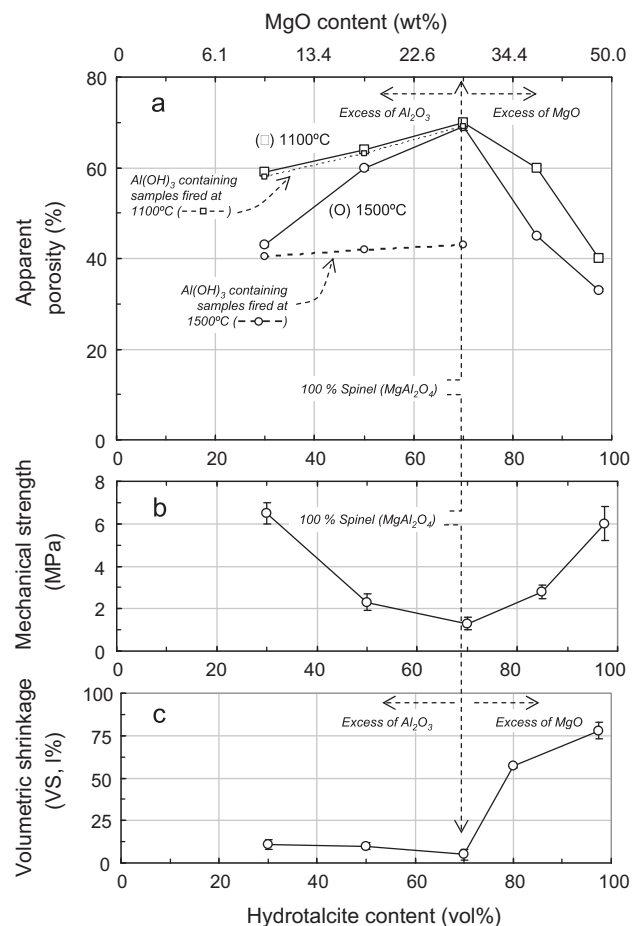 MgO content (wt%)
0 6.1 13.4 22.6 34.4 50.0
80
60
40
20
0
Apparent
porosity (%)
a
Excess of Al2O3
Excess of MgO
(□) 1100ºC
Al(OH)3 containing
samples fired at
1100ºC (--□--)
(O) 1500ºC
Al(OH)3 containing
samples fired at
1500ºC (--o--)
100 % Spinel (MgAl2O4)
0 20 40 60 80 100
8
6
4
2
0
Mechanical strength
(MPa)
b
100 % Spinel (MgAl2O4)
0 20 40 60 80 100
100
75
50
25
0
Volumetric shrinkage
(VS, l%)
c
Excess of Al2O3
Excess of MgO
0 20 40 60 80 100
Hydrotalcite content (vol%)